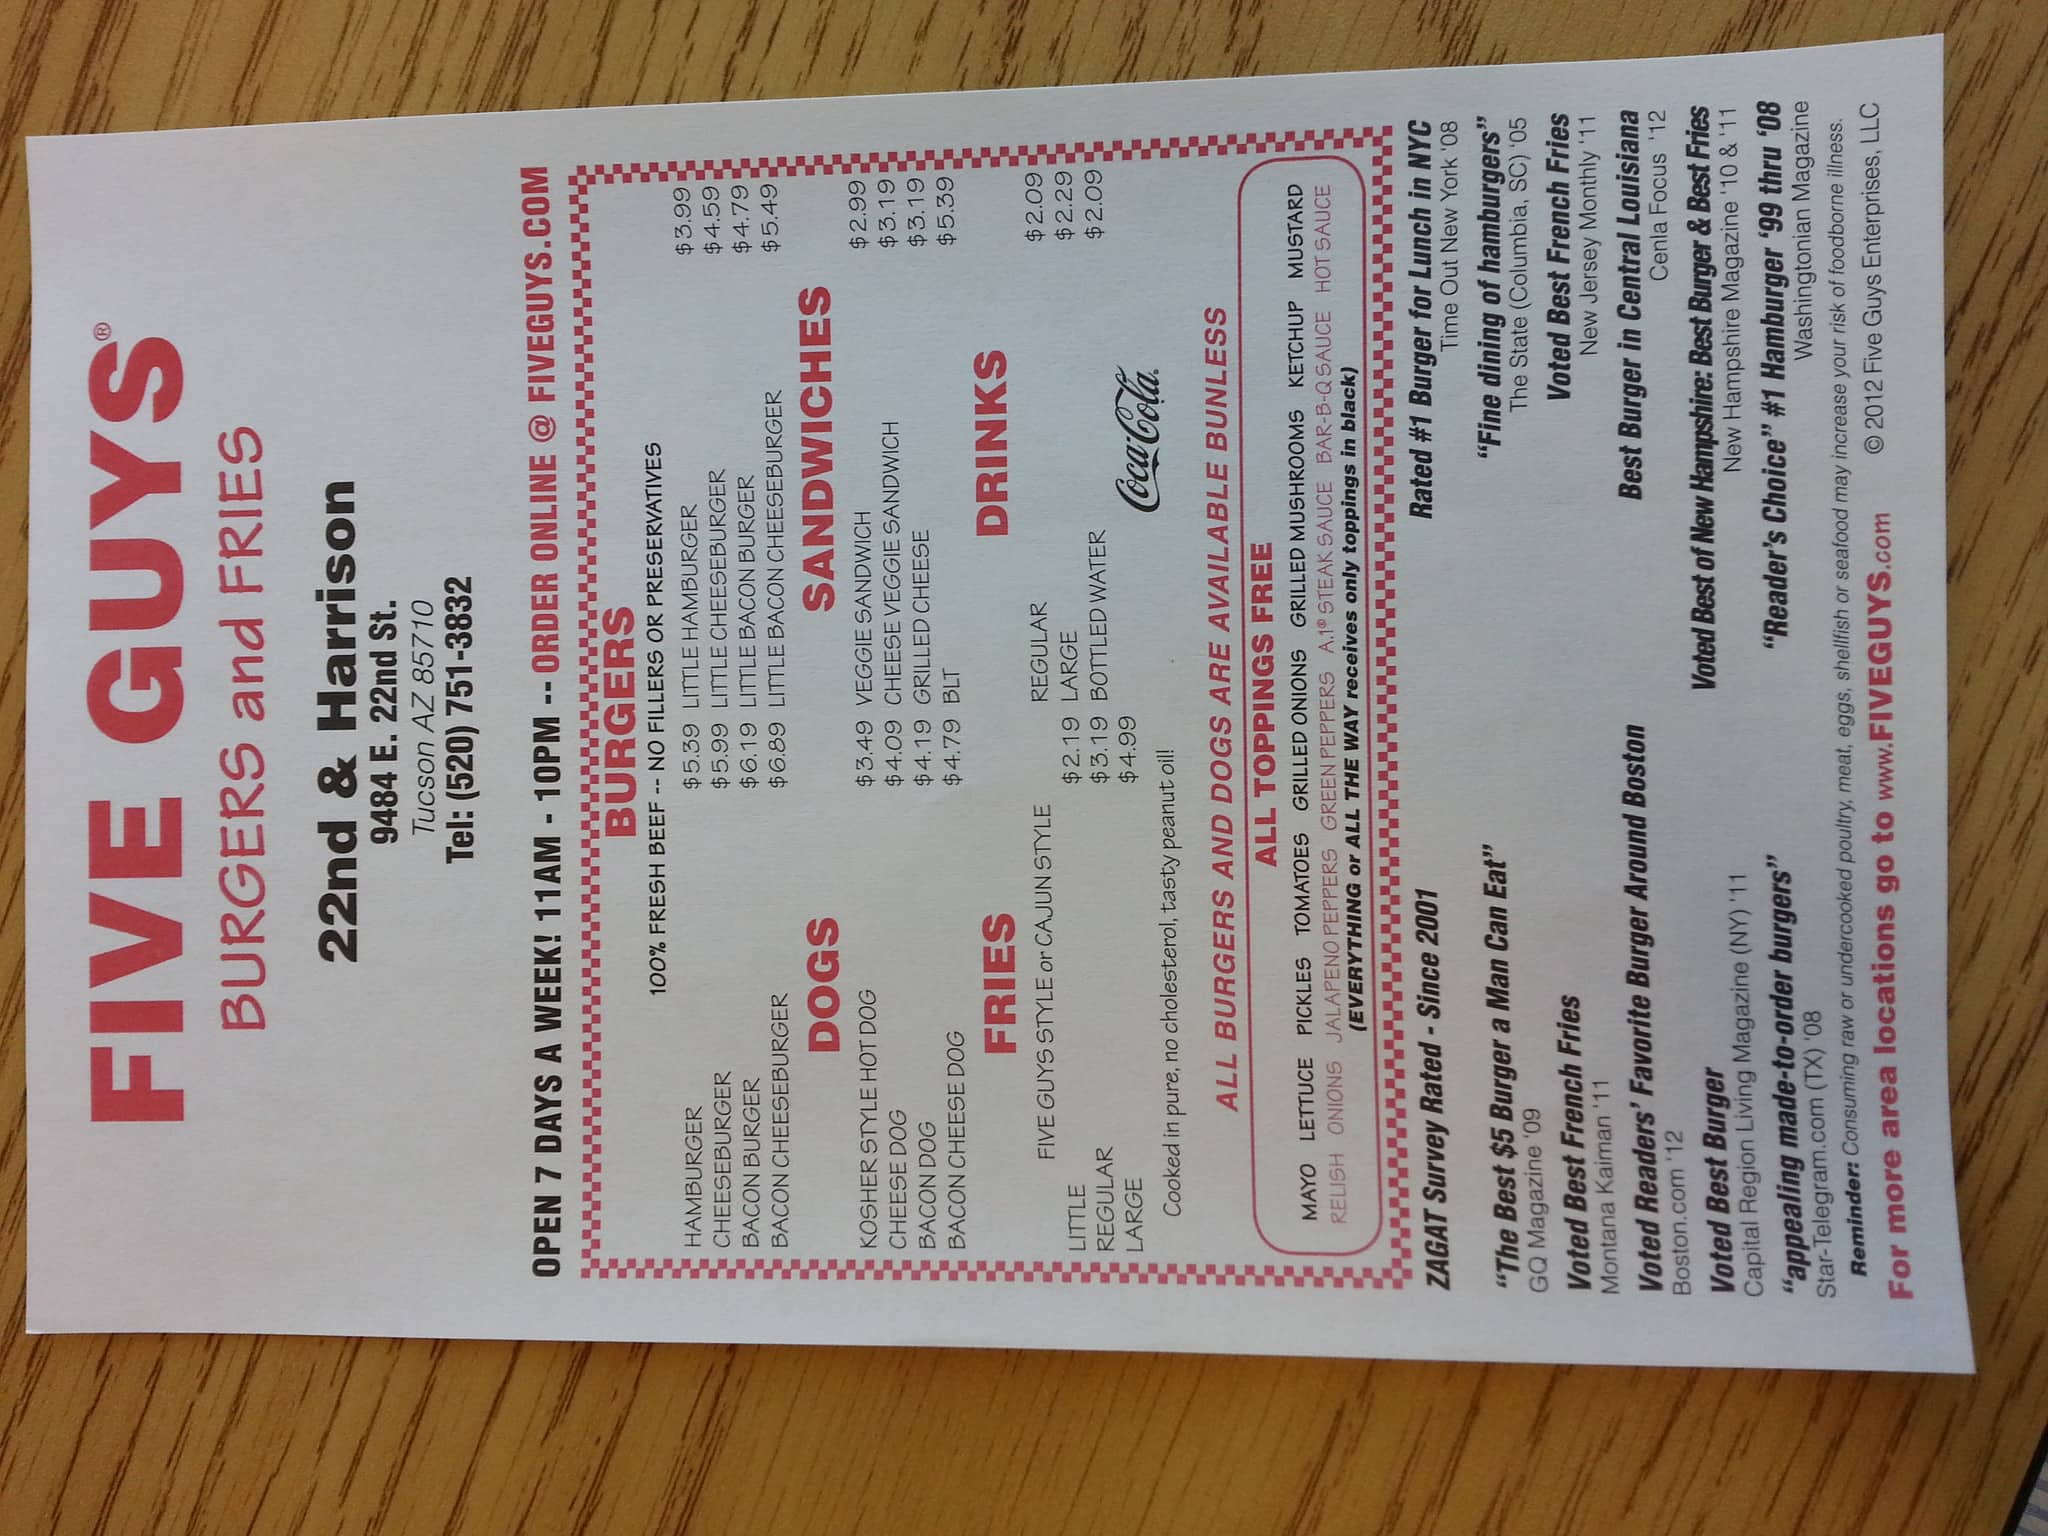 FIVE GUYS®
BURGERS and FRIES
22nd & Harrison
9484 E. 22nd St.
Tucson AZ 85710
Tel: (520) 751-3832
OPEN 7 DAYS A WEEK! 11AM - 10PM -- ORDER ONLINE @ FIVEGUYS.COM
BURGERS
100% FRESH BEEF -- NO FILLERS OR PRESERVATIVES
HAMBURGER $5.39 LITTLE HAMBURGER $3.99
CHEESEBURGER $5.99 LITTLE CHEESEBURGER $4.59
BACON BURGER $6.19 LITTLE BACON BURGER $4.79
BACON CHEESEBURGER $6.89 LITTLE BACON CHEESEBURGER $5.49
DOGS SANDWICHES
KOSHER STYLE HOT DOG $3.49 VEGGIE SANDWICH $2.99
CHEESE DOG $4.09 CHEESE VEGGIE SANDWICH $3.19
BACON DOG $4.19 GRILLED CHEESE $3.19
BACON CHEESE DOG $4.79 BLT $5.39
FRIES DRINKS
FIVE GUYS STYLE or CAJUN STYLE REGULAR $2.09
LITTLE $2.19 LARGE $2.29
REGULAR $3.19 BOTTLED WATER $2.09
LARGE $4.99
Coca-Cola
Cooked in pure, no cholesterol, tasty peanut oil!
ALL BURGERS AND DOGS ARE AVAILABLE BUNLESS
ALL TOPPINGS FREE
MAYO LETTUCE PICKLES TOMATOES GRILLED ONIONS GRILLED MUSHROOMS KETCHUP MUSTARD
RELISH ONIONS JALAPENO PEPPERS GREEN PEPPERS A.1® STEAK SAUCE BAR-B-Q SAUCE HOT SAUCE
(EVERYTHING or ALL THE WAY receives only toppings in black)
ZAGAT Survey Rated - Since 2001
"The Best $5 Burger a Man Can Eat"
GQ Magazine '09
Voted Best French Fries
Montana Kaiman '11
Voted Readers' Favorite Burger Around Boston
Boston.com '12
Voted Best Burger
Capital Region Living Magazine (NY) '11
"appealing made-to-order burgers"
Star-Telegram.com (TX) '08
Rated #1 Burger for Lunch in NYC
Time Out New York '08
"Fine dining of hamburgers"
The State (Columbia, SC) '05
Voted Best French Fries
New Jersey Monthly '11
Best Burger in Central Louisiana
Cenla Focus '12
Voted Best of New Hampshire: Best Burger & Best Fries
New Hampshire Magazine '10 & '11
"Reader's Choice" #1 Hamburger '99 thru '08
Washingtonian Magazine
Reminder: Consuming raw or undercooked poultry, meat, eggs, shellfish or seafood may increase your risk of foodborne illness.
For more area locations go to www.FIVEGUYS.com © 2012 Five Guys Enterprises, LLC